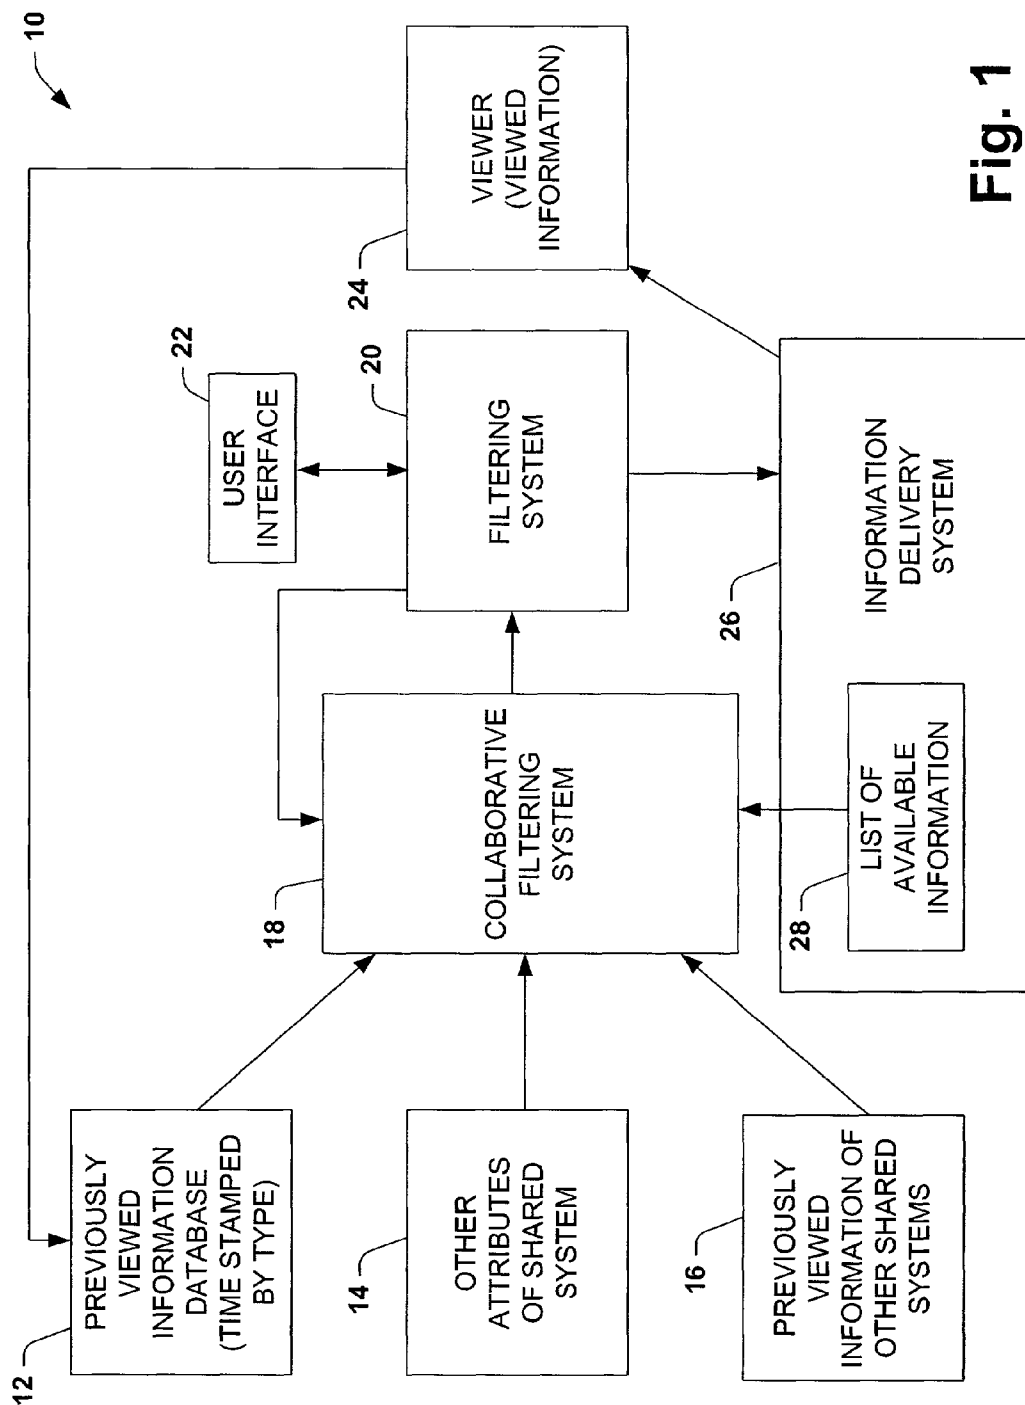 10
12
PREVIOUSLY
VIEWED
INFORMATION
DATABASE
(TIME STAMPED
BY TYPE)
14
OTHER
ATTRIBUTES
OF SHARED
SYSTEM
16
PREVIOUSLY
VIEWED
INFORMATION OF
OTHER SHARED
SYSTEMS
18
COLLABORATIVE
FILTERING
SYSTEM
22
USER
INTERFACE
20
FILTERING
SYSTEM
24
VIEWER
(VIEWED
INFORMATION)
26
INFORMATION
DELIVERY
SYSTEM
28
LIST OF
AVAILABLE
INFORMATION
Fig. 1